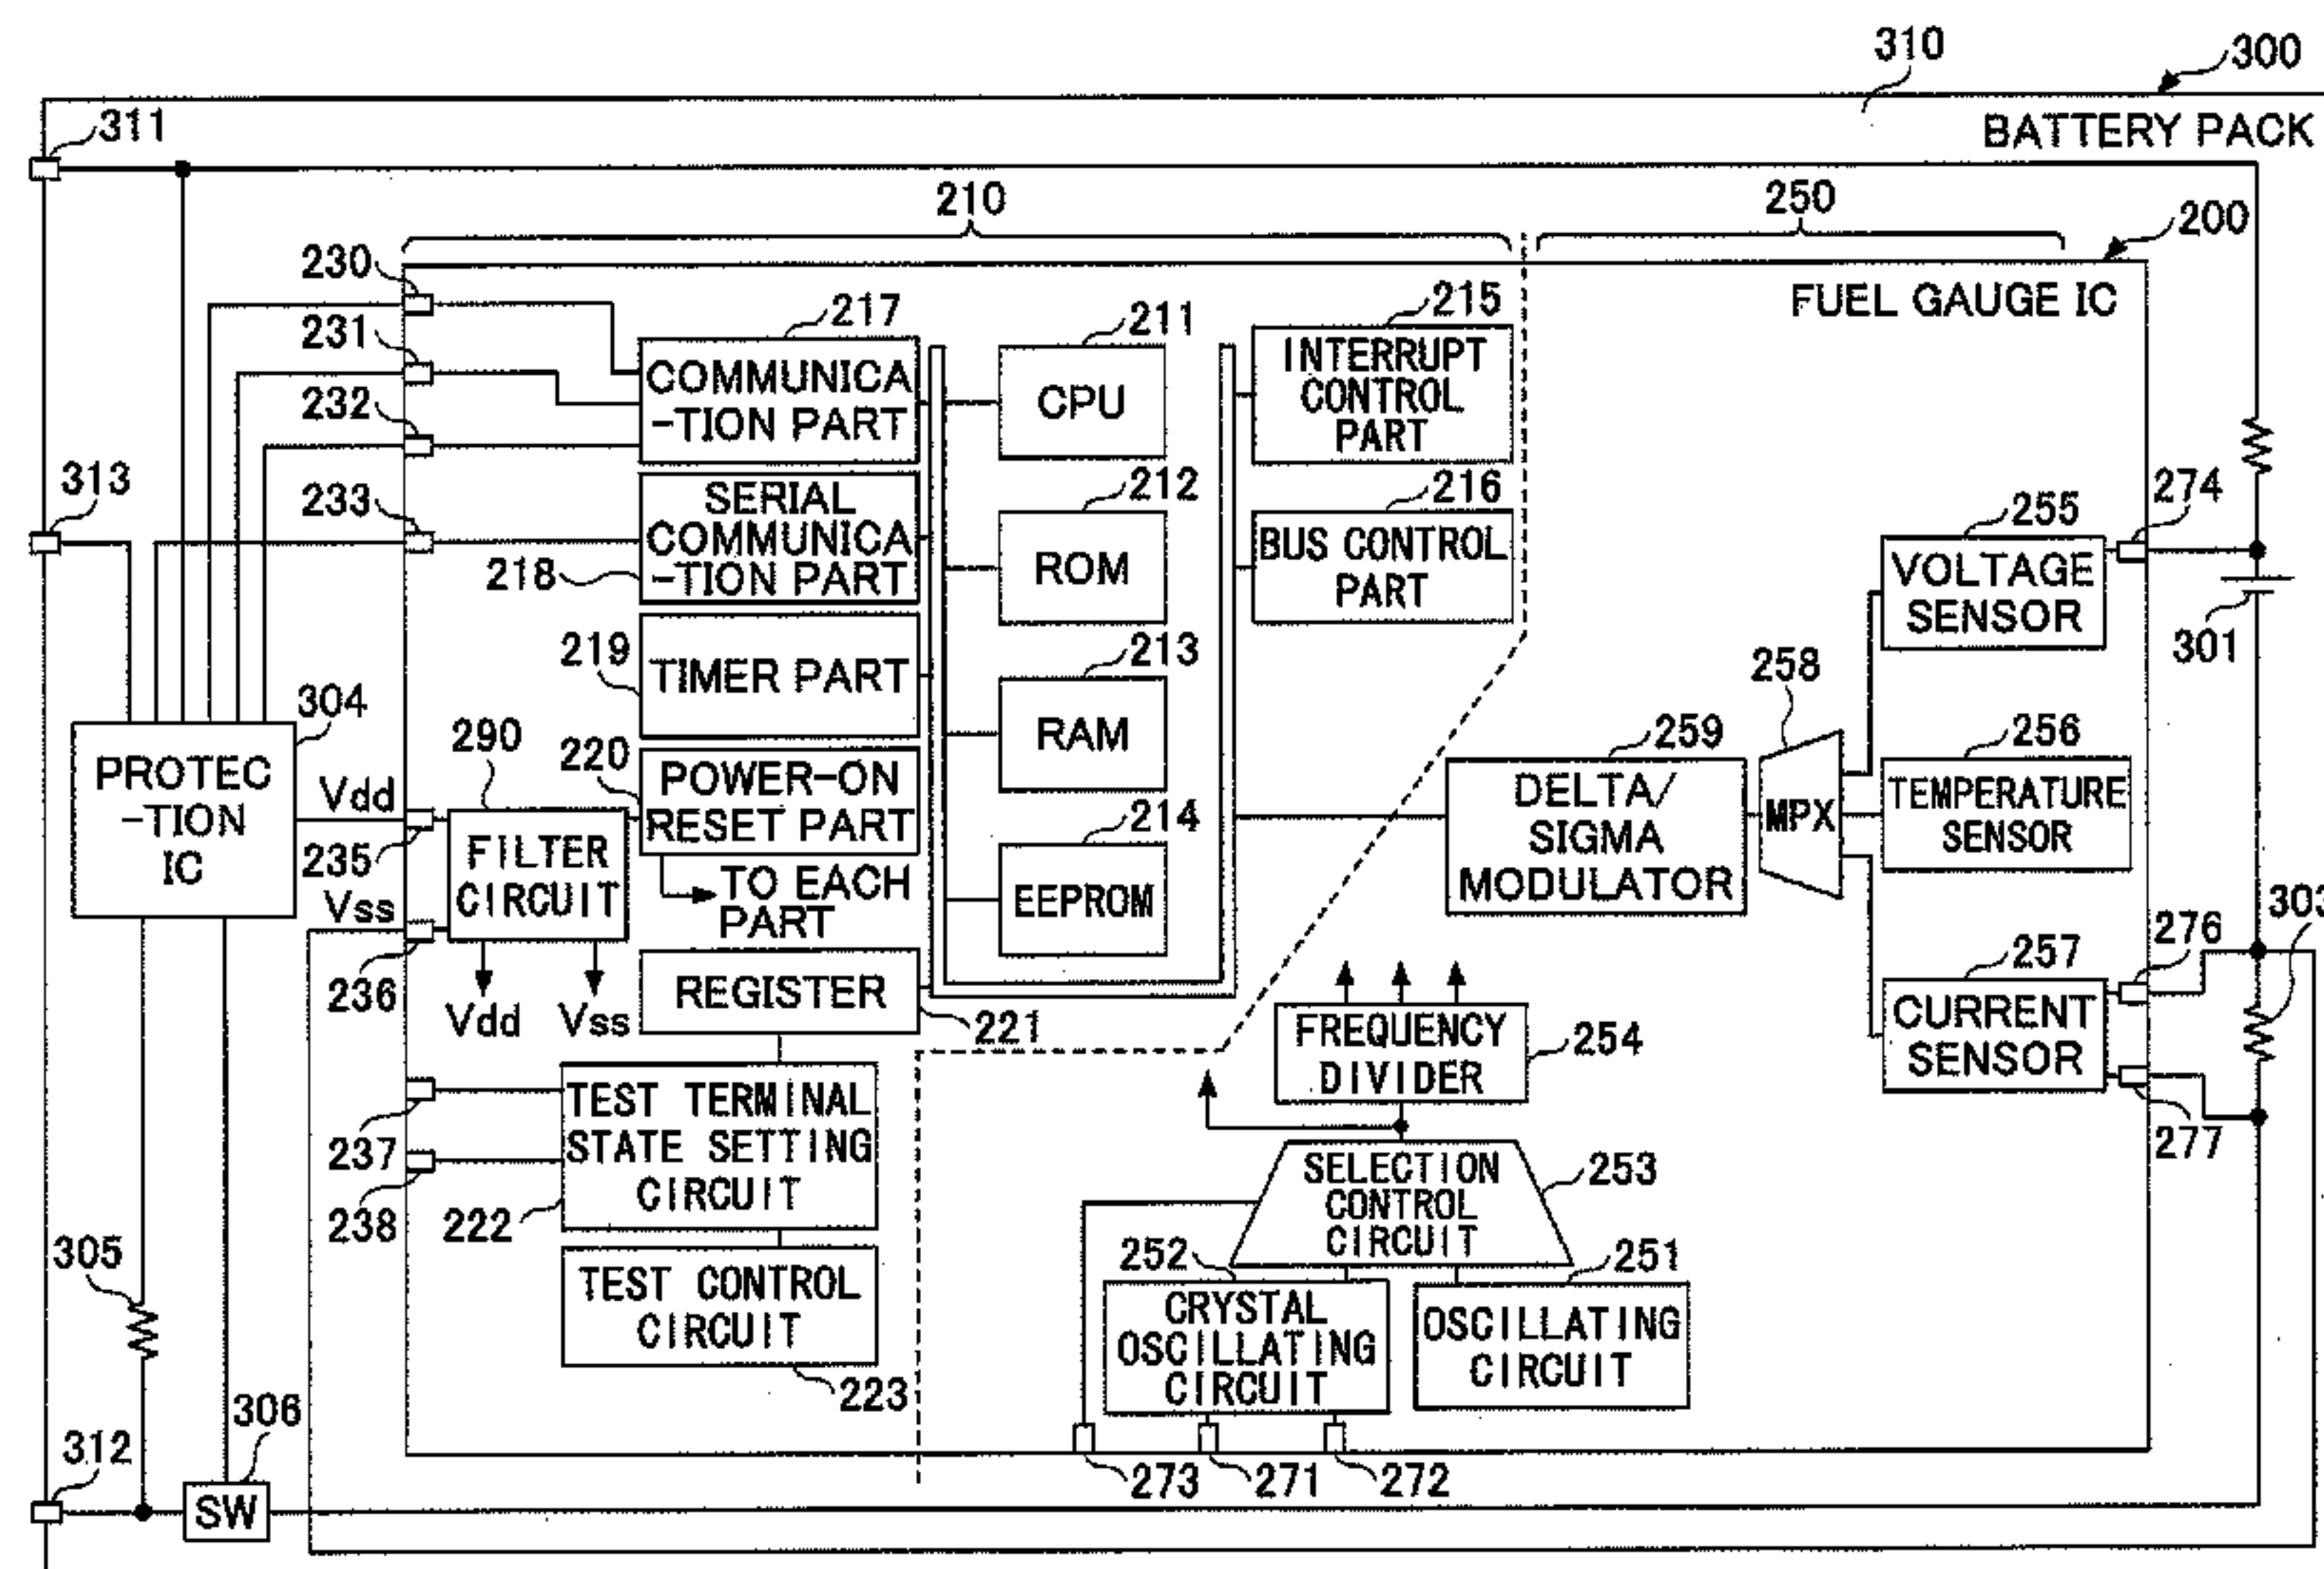 310
300
311
BATTERY PACK
210
250
200
230
FUEL GAUGE IC
217
211
215
231
COMMUNICA
-TION PART
CPU
INTERRUPT
CONTROL
PART
232
313
233
SERIAL
COMMUNICA
-TION PART
218
212
ROM
216
BUS CONTROL
PART
255
274
VOLTAGE
SENSOR
301
219
TIMER PART
213
RAM
258
MPX
304
PROTEC
-TION
IC
290
220
POWER-ON
RESET PART
259
DELTA/
SIGMA
MODULATOR
256
TEMPERATURE
SENSOR
Vdd
235
FILTER
CIRCUIT
214
EEPROM
TO EACH
PART
Vss
236
Vdd
Vss
REGISTER
221
303
276
257
CURRENT
SENSOR
277
FREQUENCY
DIVIDER
254
237
238
TEST TERMINAL
STATE SETTING
CIRCUIT
222
SELECTION
CONTROL
CIRCUIT
253
305
TEST CONTROL
CIRCUIT
223
252
CRYSTAL
OSCILLATING
CIRCUIT
251
OSCILLATING
CIRCUIT
306
312
SW
273
271
272